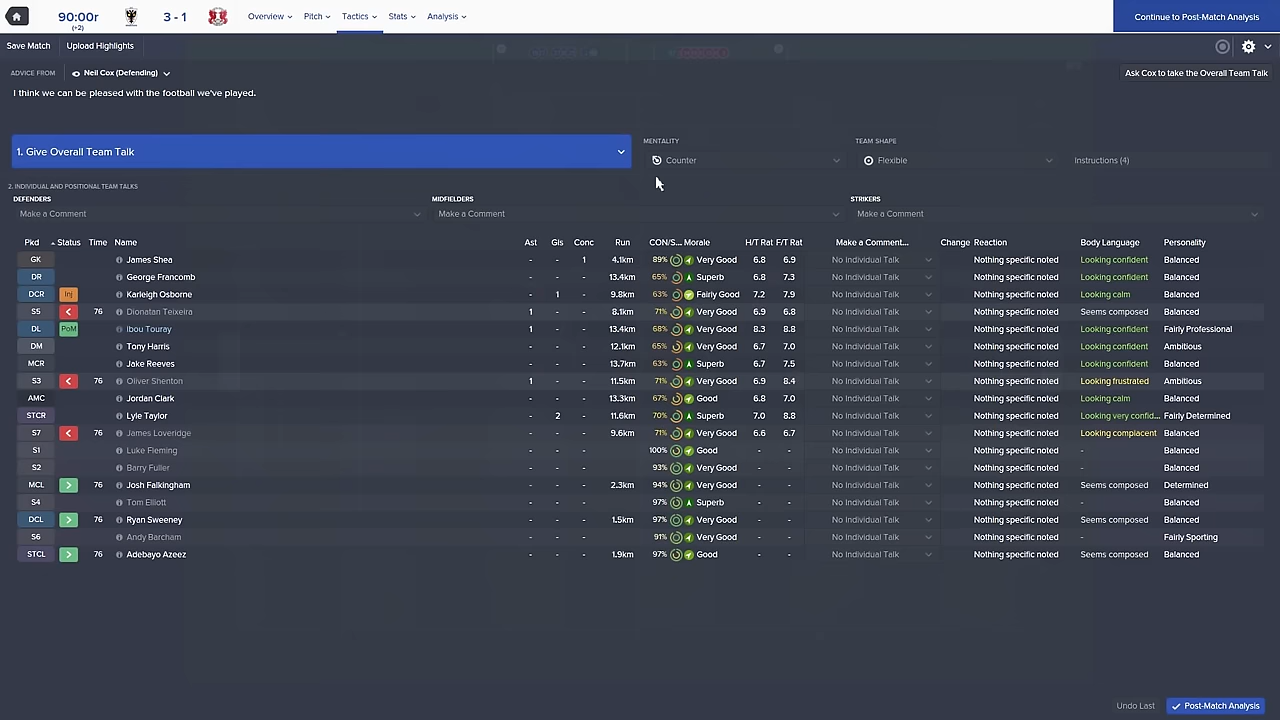 90:00r 3 - 1 Overview Pitch Tactics Stats Analysis Continue to Post-Match Analysis
(+2)
Save Match Upload Highlights
ADVICE FROM Neil Cox (Defending) Ask Cox to take the Overall Team Talk
I think we can be pleased with the football we've played.
MENTALITY TEAM SHAPE
1. Give Overall Team Talk Counter Flexible Instructions (4)
2. INDIVIDUAL AND POSITIONAL TEAM TALKS
DEFENDERS MIDFIELDERS STRIKERS
Make a Comment Make a Comment Make a Comment
Pkd Status Time Name Ast Gls Conc Run CON/S... Morale H/T Rat F/T Rat Make a Comment... Change Reaction Body Language Personality
GK James Shea - - 1 4.1km 89% Very Good 6.8 6.9 No Individual Talk Nothing specific noted Looking confident Balanced
DR George Francomb - - - 13.4km 65% Superb 6.8 7.3 No Individual Talk Nothing specific noted Looking confident Balanced
DCR Inj Karleigh Osborne - 1 - 9.8km 63% Fairly Good 7.2 7.9 No Individual Talk Nothing specific noted Looking calm Balanced
S5 76 Dionatan Teixeira 1 - - 8.1km 71% Very Good 6.9 6.8 No Individual Talk Nothing specific noted Seems composed Balanced
DL PoM Ibou Touray 1 - - 13.4km 68% Very Good 8.3 8.8 No Individual Talk Nothing specific noted Looking confident Fairly Professional
DM Tony Harris - - - 12.1km 65% Very Good 6.7 7.0 No Individual Talk Nothing specific noted Looking confident Ambitious
MCR Jake Reeves - - - 13.7km 63% Superb 6.7 7.5 No Individual Talk Nothing specific noted Looking confident Balanced
S3 76 Oliver Shenton 1 - - 11.5km 71% Very Good 6.9 8.4 No Individual Talk Nothing specific noted Looking frustrated Ambitious
AMC Jordan Clark - - - 13.3km 67% Good 6.8 7.0 No Individual Talk Nothing specific noted Looking calm Balanced
STCR Lyle Taylor - 2 - 11.6km 70% Superb 7.0 8.8 No Individual Talk Nothing specific noted Looking very confid... Fairly Determined
S7 76 James Loveridge - - - 9.6km 71% Very Good 6.6 6.7 No Individual Talk Nothing specific noted Looking complacent Balanced
S1 Luke Fleming - - - 100% Good - - No Individual Talk Nothing specific noted - Balanced
S2 Barry Fuller - - - 93% Very Good - - No Individual Talk Nothing specific noted - Balanced
MCL 76 Josh Falkingham - - - 2.3km 94% Very Good - - No Individual Talk Nothing specific noted Seems composed Determined
S4 Tom Elliott - - - 97% Superb - - No Individual Talk Nothing specific noted - Balanced
DCL 76 Ryan Sweeney - - - 1.5km 97% Very Good - - No Individual Talk Nothing specific noted Seems composed Balanced
S6 Andy Barcham - - - 91% Very Good - - No Individual Talk Nothing specific noted - Fairly Sporting
STCL 76 Adebayo Azeez - - - 1.9km 97% Good - - No Individual Talk Nothing specific noted Seems composed Balanced
Undo Last Post-Match Analysis